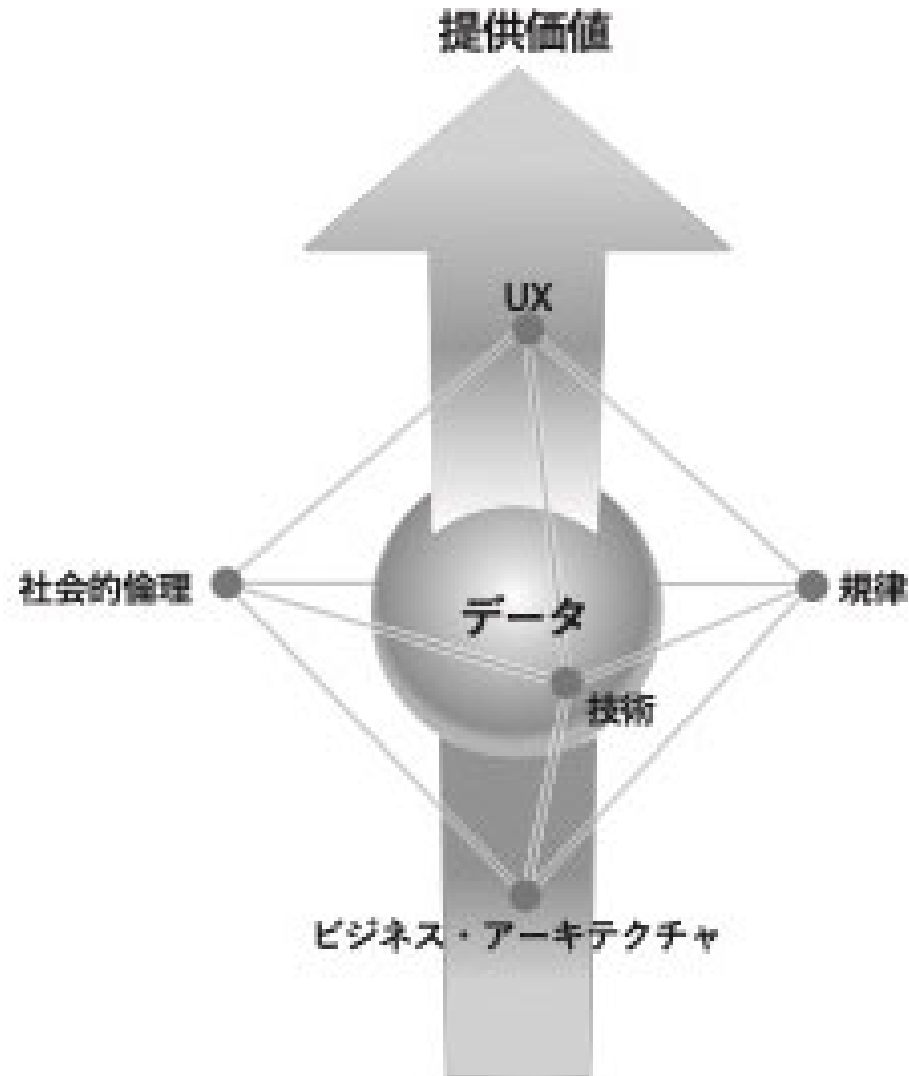 提供価値
UX
社会的倫理
データ
規律
技術
ビジネス・アーキテクチャ